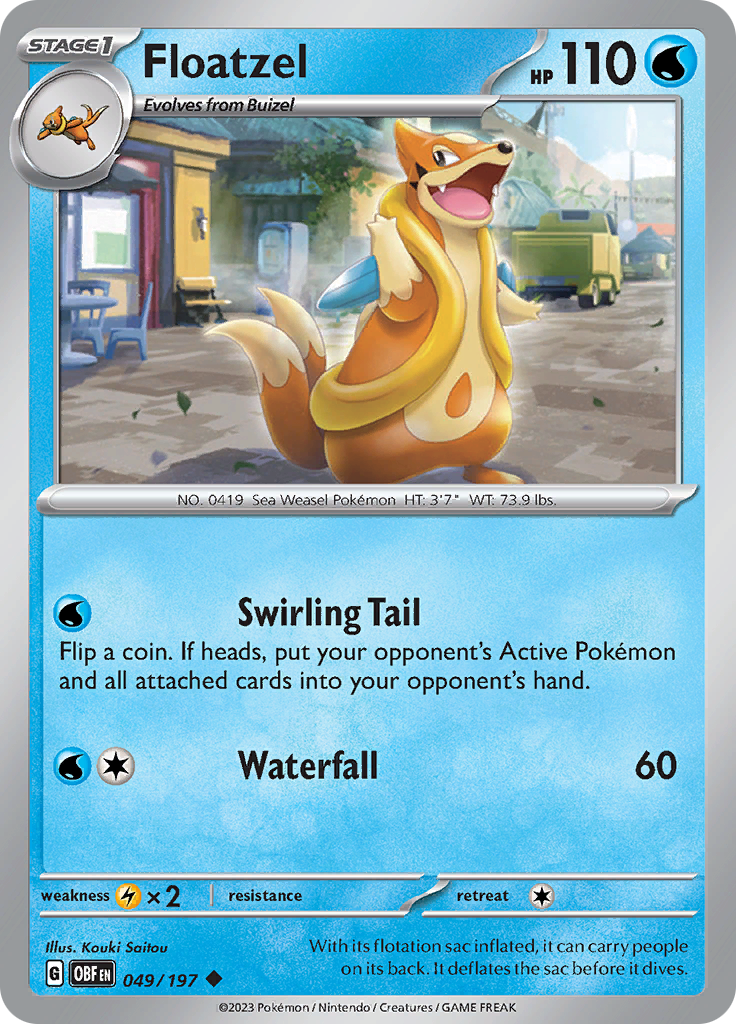 STAGE1
Floatzel
HP 110
Evolves from Buizel
NO. 0419 Sea Weasel Pokémon HT: 3'7" WT: 73.9 lbs.
Swirling Tail
Flip a coin. If heads, put your opponent's Active Pokémon
and all attached cards into your opponent's hand.
Waterfall 60
weakness ×2 resistance retreat
Illus. Kouki Saitou
With its flotation sac inflated, it can carry people
on its back. It deflates the sac before it dives.
G OBF EN 049/197
©2023 Pokémon / Nintendo / Creatures / GAME FREAK